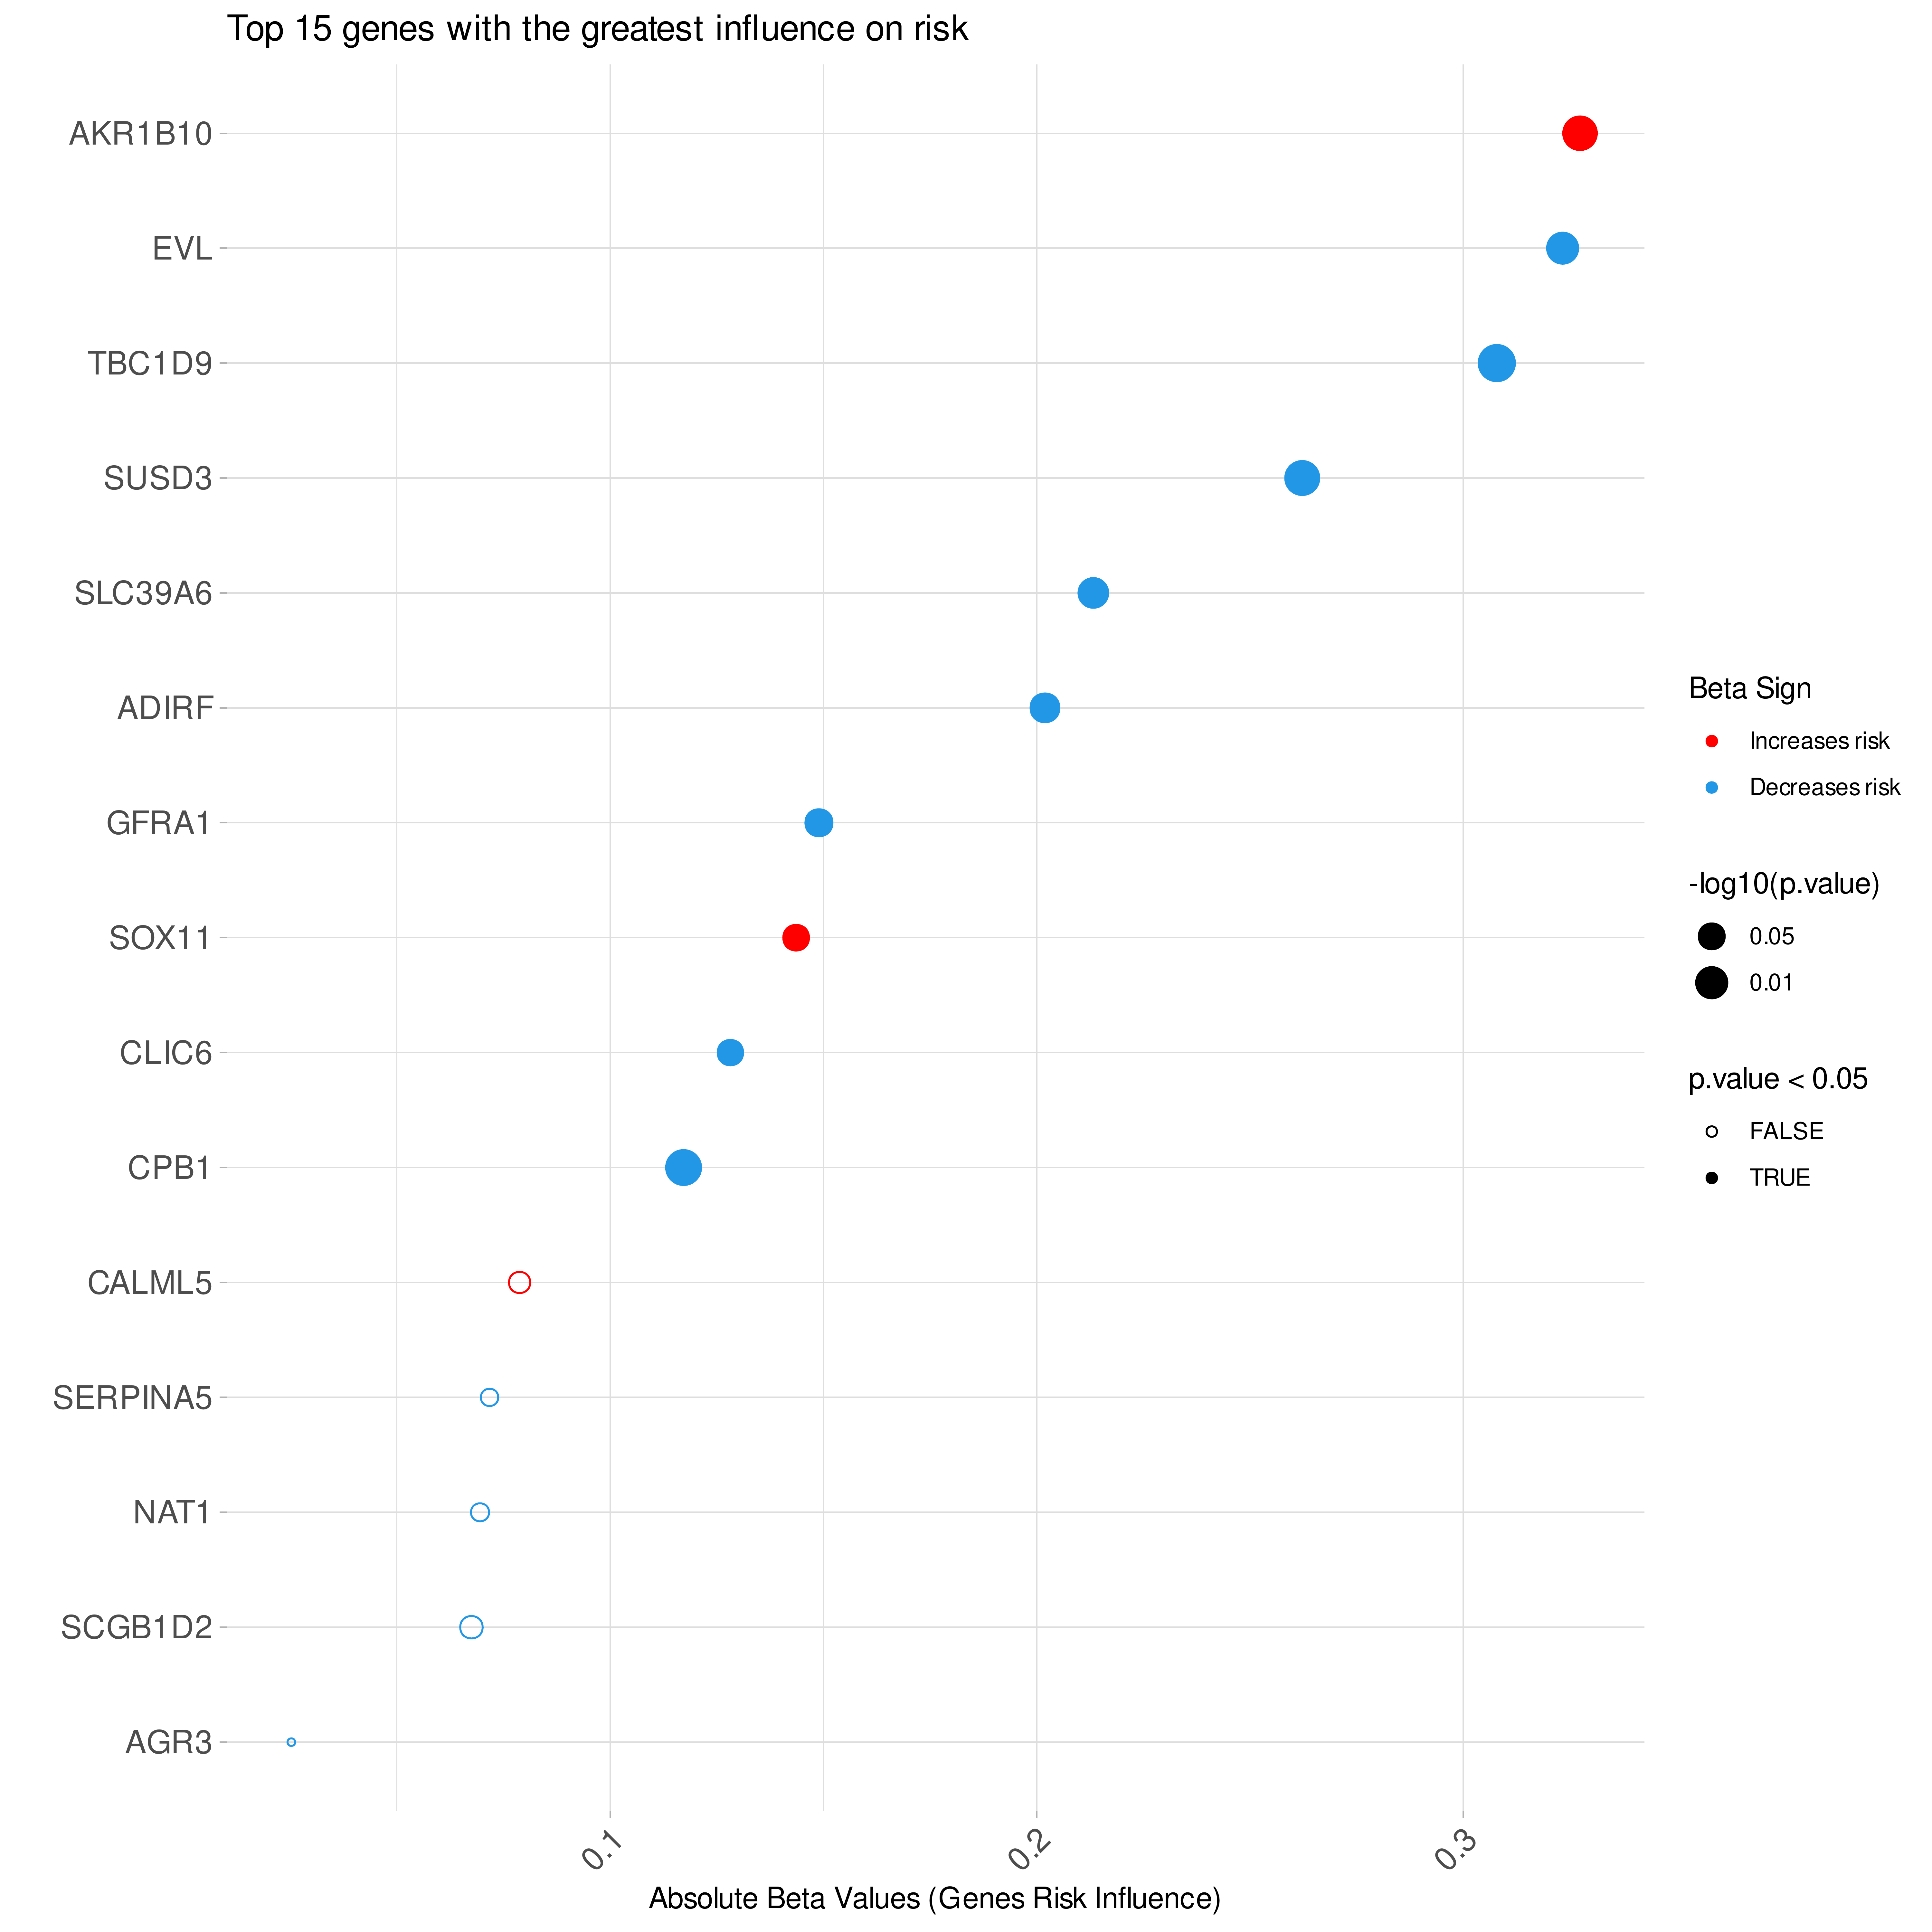 Top 15 genes with the greatest influence on risk
AKR1B10
EVL
TBC1D9
SUSD3
SLC39A6
ADIRF
GFRA1
SOX11
CLIC6
CPB1
CALML5
SERPINA5
NAT1
SCGB1D2
AGR3
0.1
0.2
0.3
Absolute Beta Values (Genes Risk Influence)
Beta Sign
Increases risk
Decreases risk
-log10(p.value)
0.05
0.01
p.value < 0.05
FALSE
TRUE